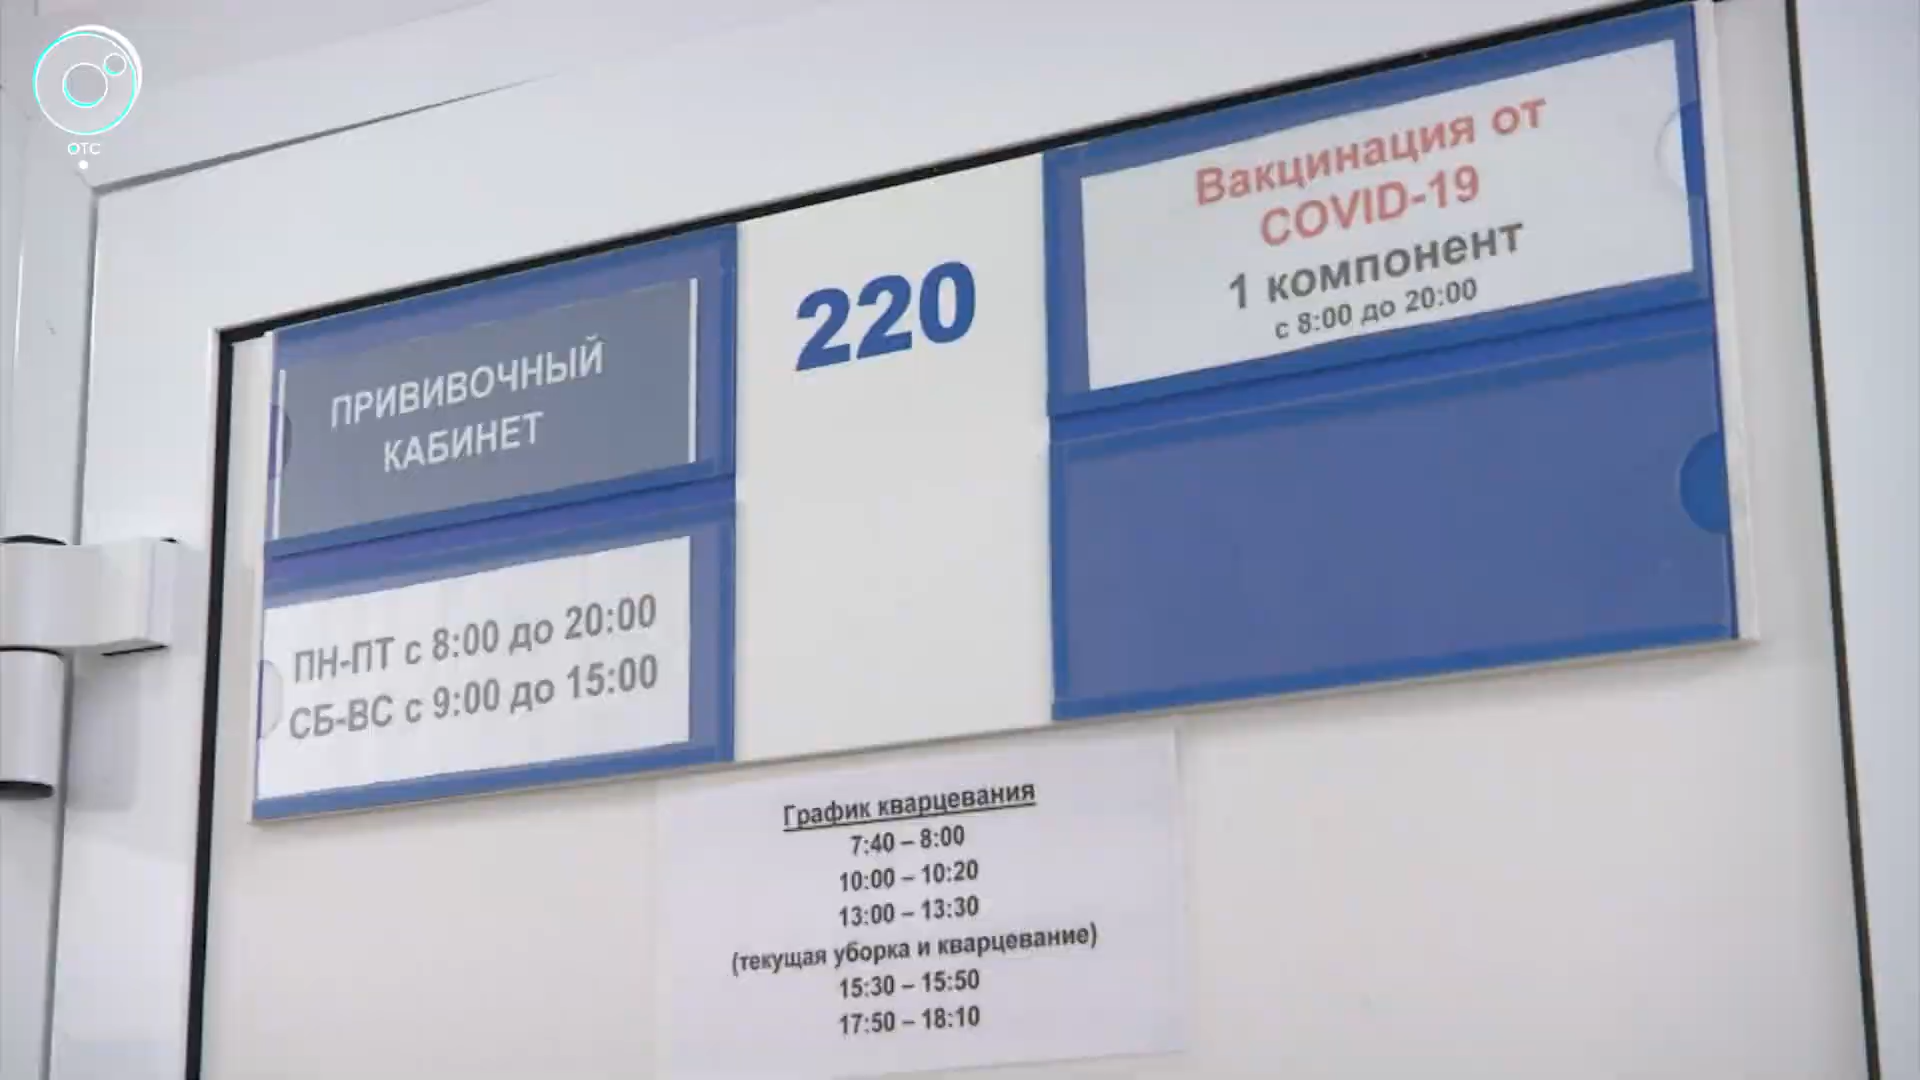 ОТС
ПРИВИВОЧНЫЙ
КАБИНЕТ
ПН-ПТ с 8:00 до 20:00
СБ-ВС с 9:00 до 15:00
220
Вакцинация от
COVID-19
1 компонент
с 8:00 до 20:00
График кварцевания
7:40 – 8:00
10:00 – 10:20
13:00 – 13:30
(текущая уборка и кварцевание)
15:30 – 15:50
17:50 – 18:10